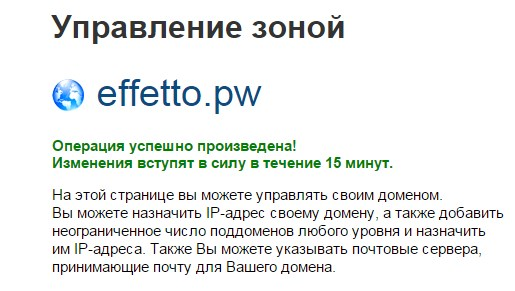 Управление зоной
effetto.pw
Операция успешно произведена!
Изменения вступят в силу в течение 15 минут.
На этой странице вы можете управлять своим доменом.
Вы можете назначить IP-адрес своему домену, а также добавить
неограниченное число поддоменов любого уровня и назначить
им IP-адреса. Также Вы можете указывать почтовые сервера,
принимающие почту для Вашего домена.